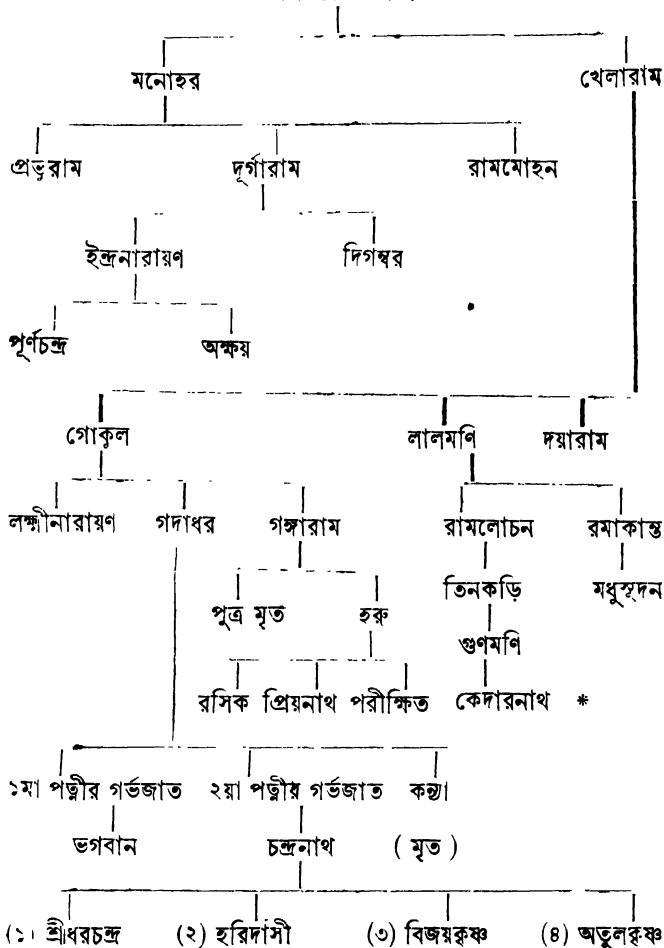 মনোহর খেলারাম
প্রভুরাম দূর্গারাম রামমোহন
ইন্দ্রনারায়ণ দিগম্বর
পূর্ণচন্দ্র অক্ষয়
গোকুল লালমণি দয়ারাম
লক্ষ্মীনারায়ণ গদাধর গঙ্গারাম রামলোচন রমাকান্ত
তিনকড়ি মধুসূদন
পুত্র মৃত হরু
গুণমণি
রসিক প্রিয়নাথ পরীক্ষিত কেদারনাথ *
১মা পত্নীর গর্ভজাত ২য়া পত্নীর গর্ভজাত কন্যা
ভগবান চন্দ্রনাথ ( মৃত )
(১) শ্রীধরচন্দ্র (২) হরিদাসী (৩) বিজয়কৃষ্ণ (৪) অতুলকৃষ্ণ